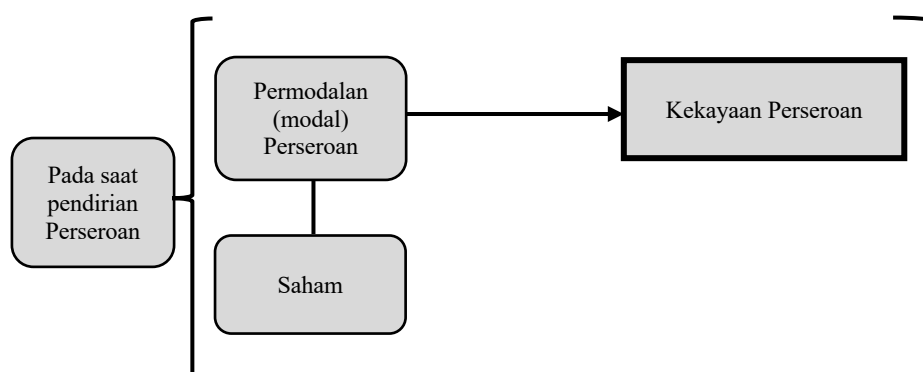 Pada saat
pendirian
Perseroan
Permodalan
(modal)
Perseroan
Saham
Kekayaan Perseroan